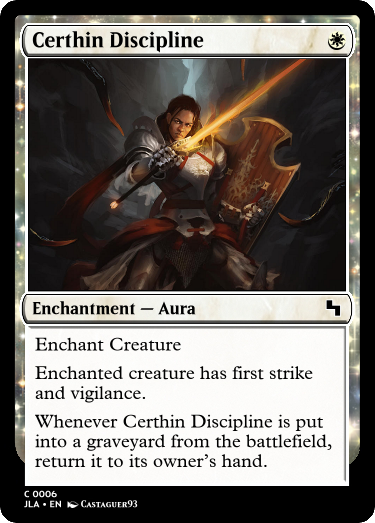 Certhin Discipline
Enchantment — Aura
Enchant Creature
Enchanted creature has first strike
and vigilance.
Whenever Certhin Discipline is put
into a graveyard from the battlefield,
return it to its owner's hand.
C 0006
JLA • EN Castaguer93